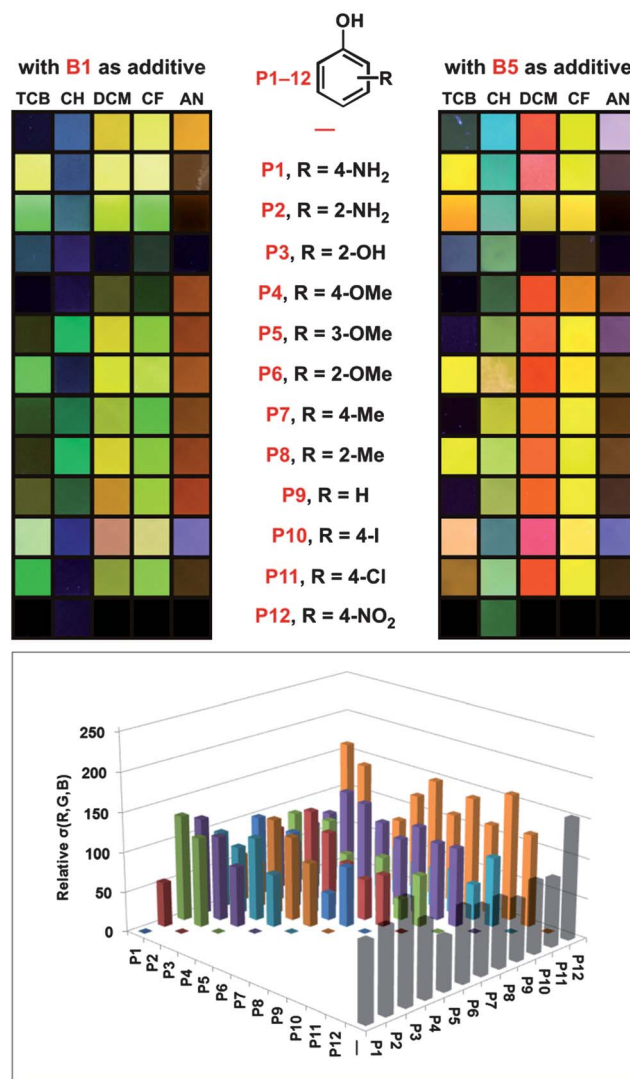 OH
R
P1–12
—
with B1 as additive
TCB CH DCM CF AN
with B5 as additive
TCB CH DCM CF AN
P1, R = 4-NH₂
P2, R = 2-NH₂
P3, R = 2-OH
P4, R = 4-OMe
P5, R = 3-OMe
P6, R = 2-OMe
P7, R = 4-Me
P8, R = 2-Me
P9, R = H
P10, R = 4-I
P11, R = 4-Cl
P12, R = 4-NO₂
Relative σ(R,G,B)
250
200
150
100
50
0
P1
P2
P3
P4
P5
P6
P7
P8
P9
P10
P11
P12
—
P1
P2
P3
P4
P5
P6
P7
P8
P9
P10
P11
P12